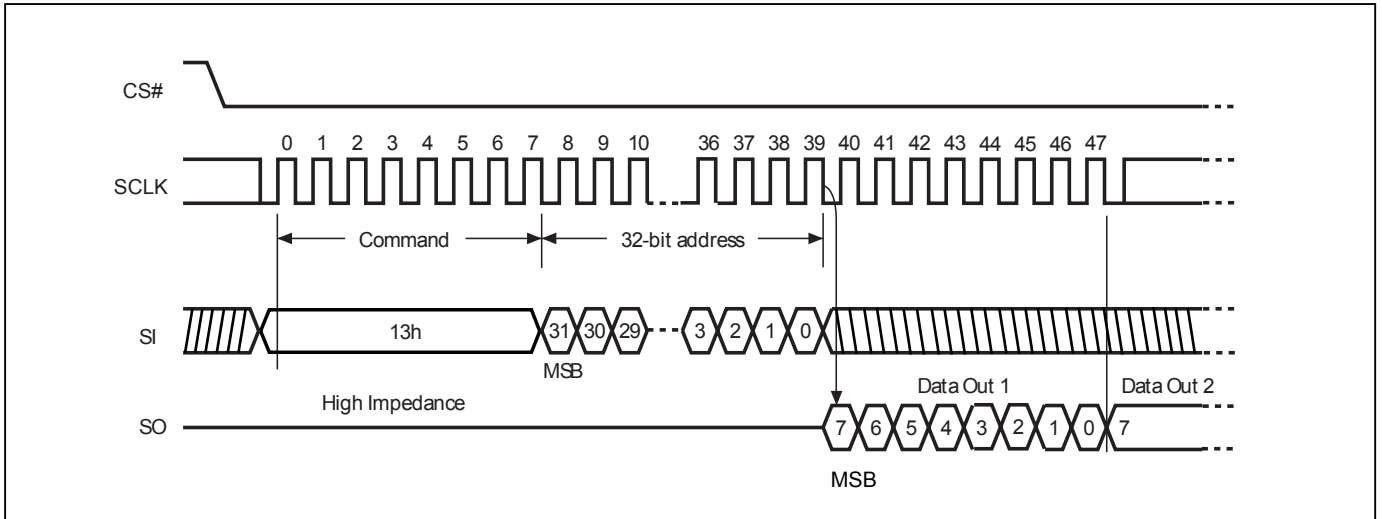 CS#
0 1 2 3 4 5 6 7 8 9 10 36 37 38 39 40 41 42 43 44 45 46 47
SCLK
Command 32-bit address
SI 13h 31 30 29 3 2 1 0
MSB
Data Out 1 Data Out 2
High Impedance
SO 7 6 5 4 3 2 1 0 7
MSB